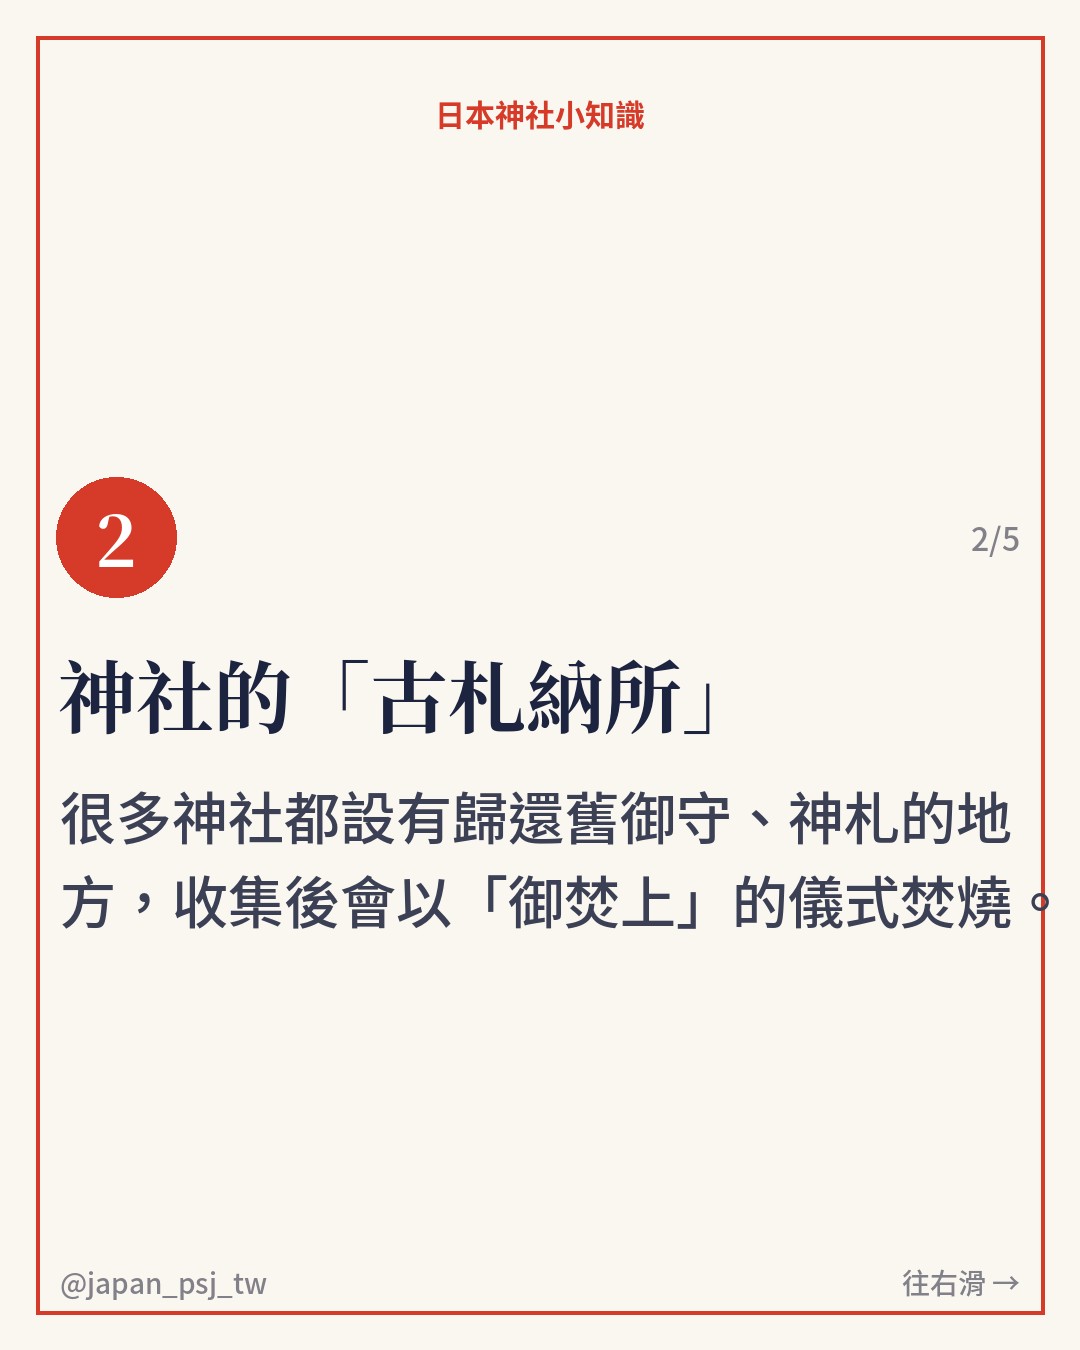 日本神社小知識
2
2/5
神社的「古札納所」
很多神社都設有歸還舊御守、神札的地
方，收集後會以「御焚上」的儀式焚燒。
@japan_psj_tw
往右滑 →